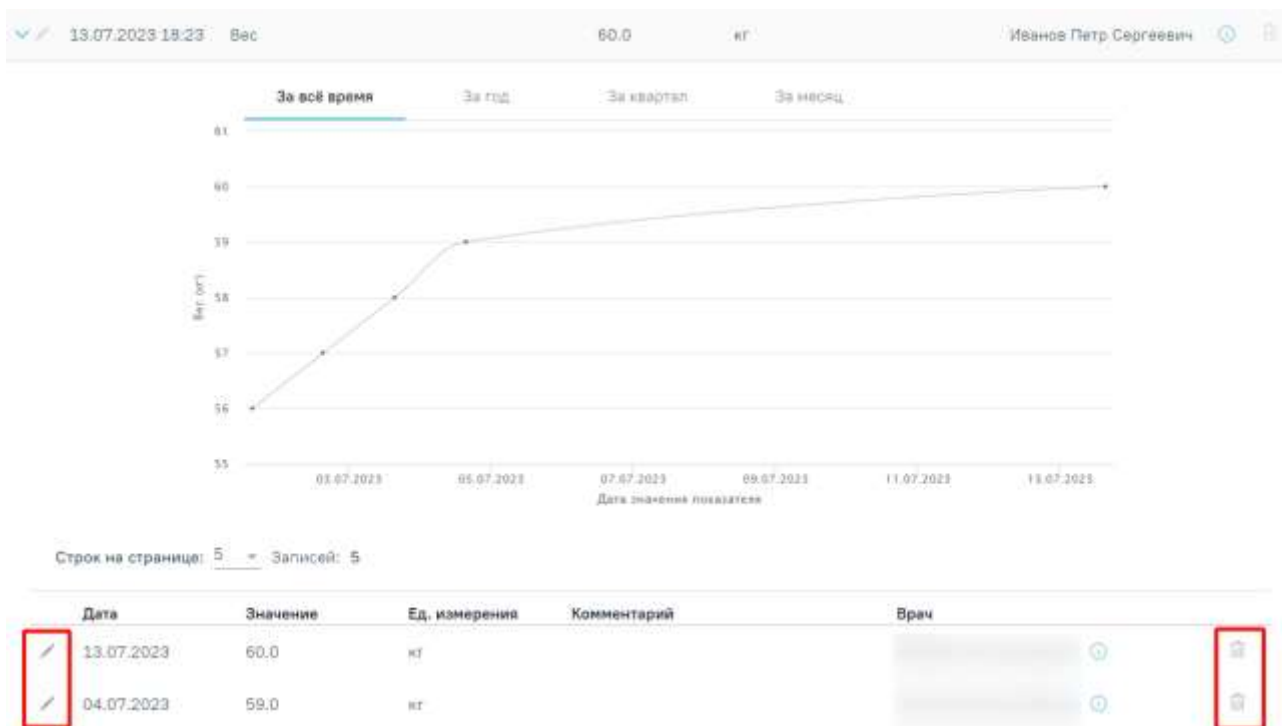 13.07.2023 18:23 Вес 60.0 кг Иванов Петр Сергеевич
За всё время За год За квартал За месяц
61
60
59
58
57
56
55
Вес (кг)
03.07.2023 05.07.2023 07.07.2023 09.07.2023 11.07.2023 13.07.2023
Дата значения показателя
Строк на странице: 5 Записей: 5
Дата Значение Ед. измерения Комментарий Врач
13.07.2023 60.0 кг
04.07.2023 59.0 кг